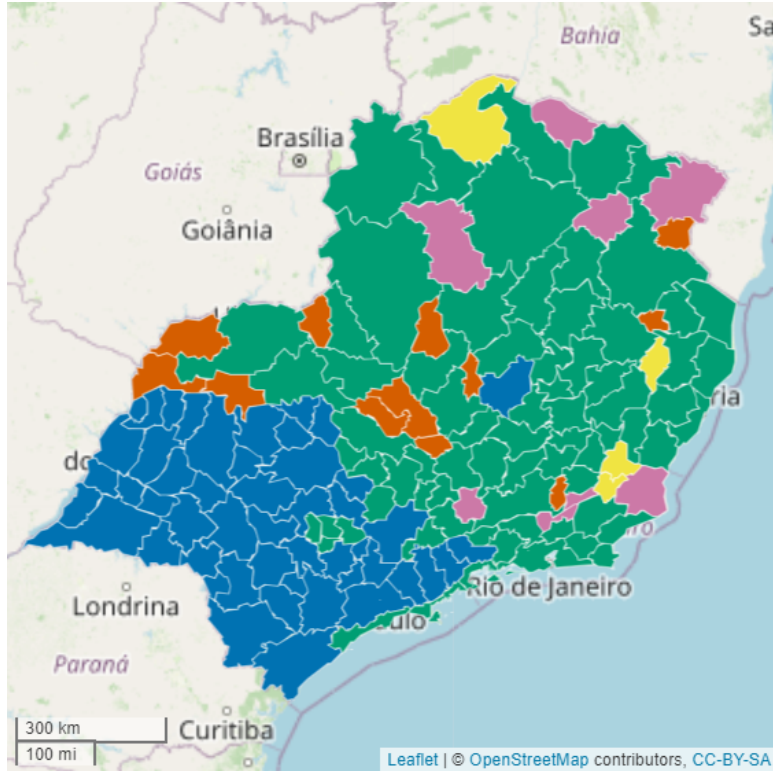 Bahia
Sa
Brasília
Goiás
Goiânia
ria
do
Rio de Janeiro
Londrina
ulo
Paraná
300 km
Curitiba
100 mi
Leaflet | © OpenStreetMap contributors, CC-BY-SA